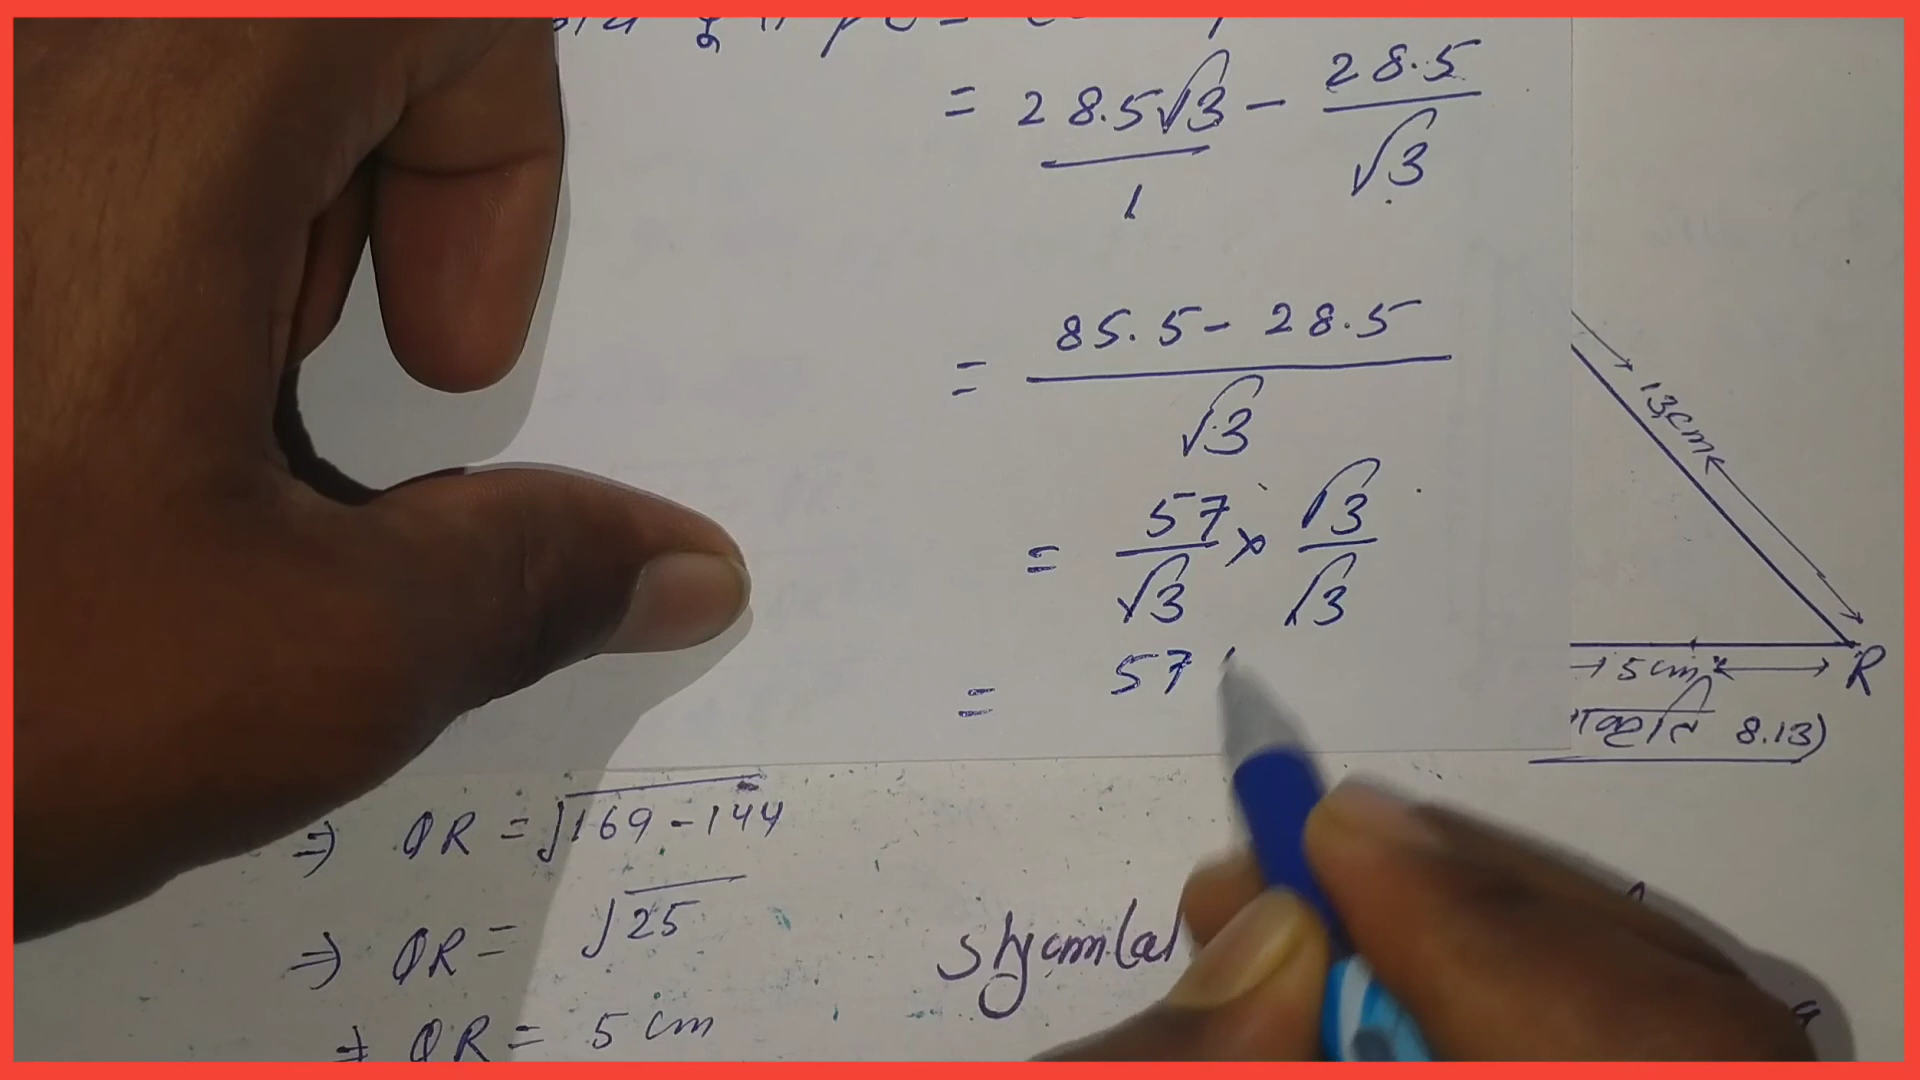 = 28.5√3/1 - 28.5/√3
= 85.5 - 28.5/√3
= 57/√3 × √3/√3
= 57
13cm
5cm
R
8.13)
⇒ QR = √169-144
⇒ QR = √25
⇒ QR = 5 cm